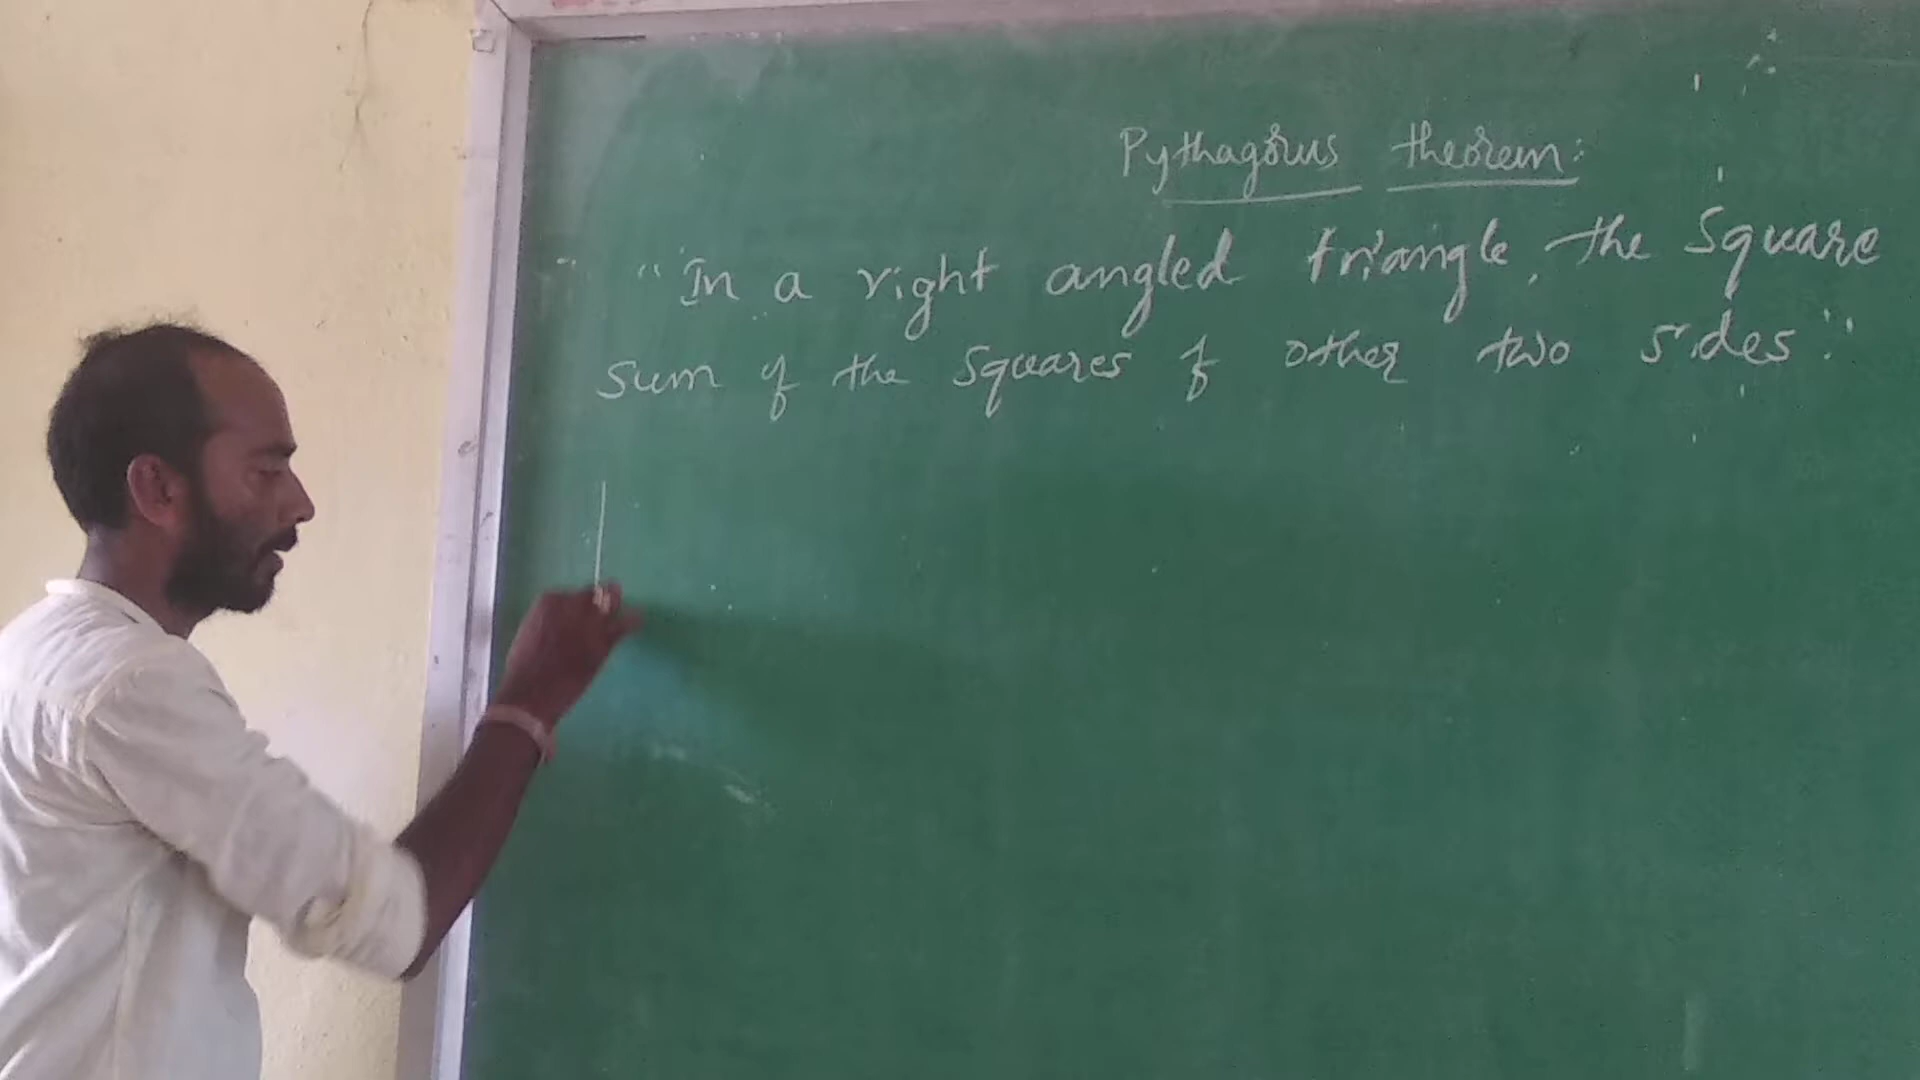 Pythagorus theorem:
"In a right angled triangle, the Square
sum of the Squares of other two sides."